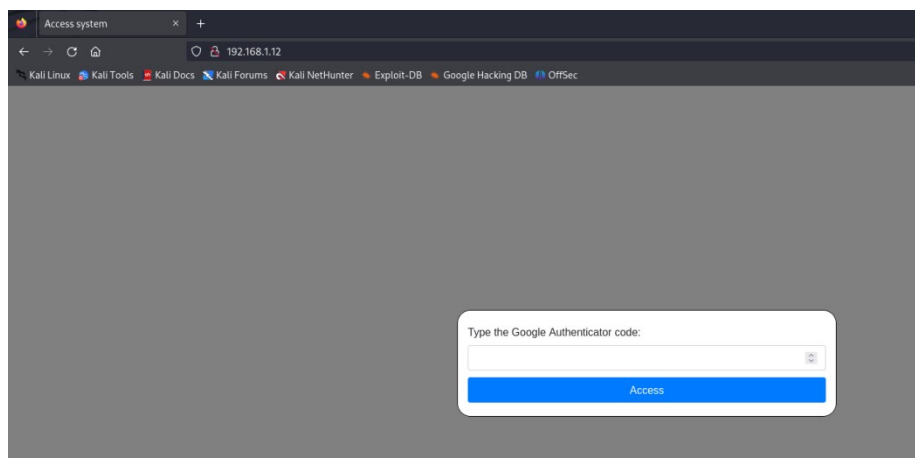 Access system
192.168.1.12
Kali Linux Kali Tools Kali Docs Kali Forums Kali NetHunter Exploit-DB Google Hacking DB OffSec
Type the Google Authenticator code:
Access